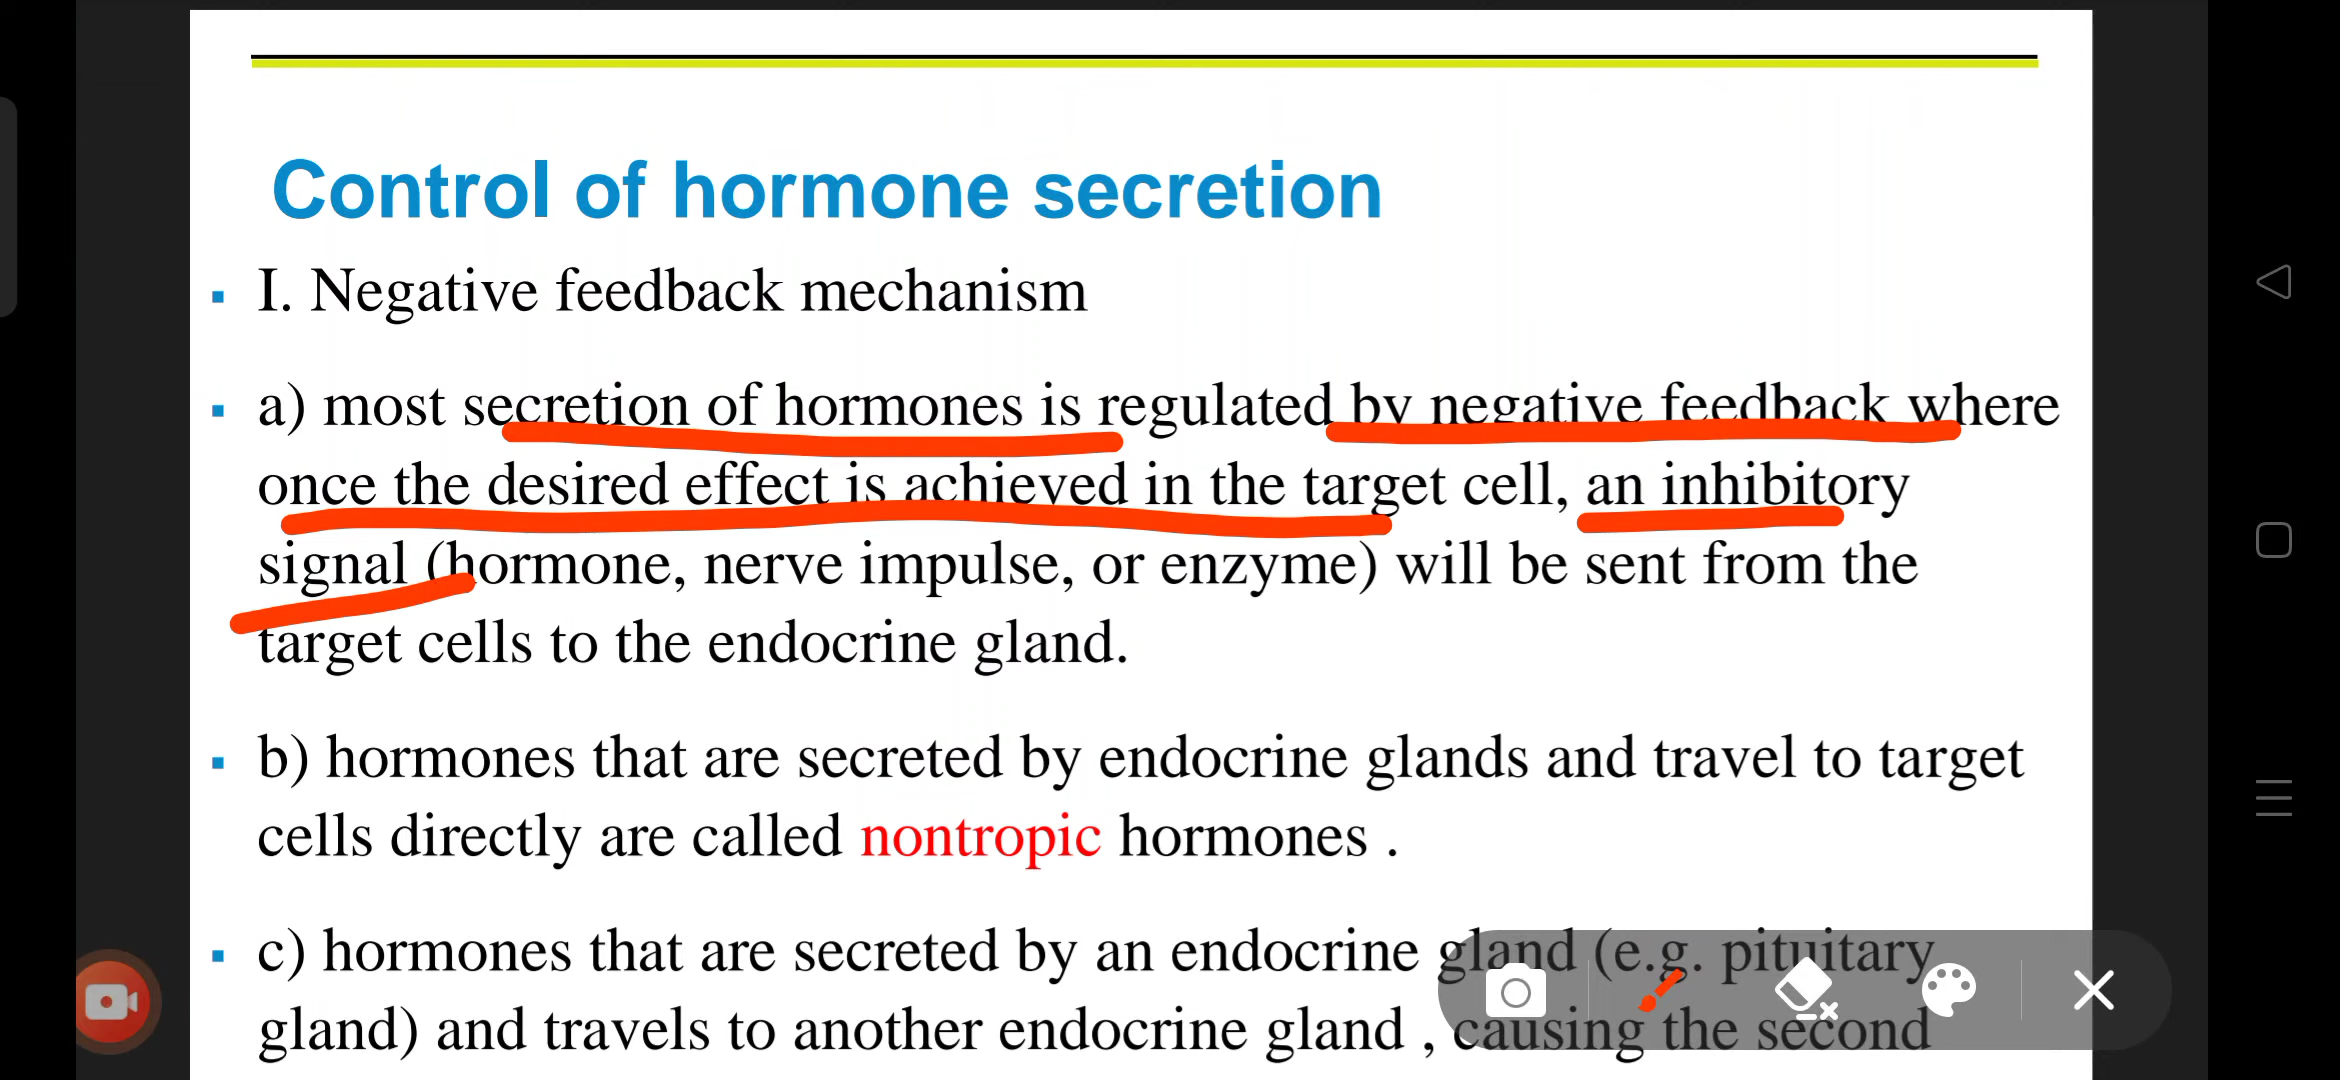 Control of hormone secretion
I. Negative feedback mechanism
a) most secretion of hormones is regulated by negative feedback where
once the desired effect is achieved in the target cell, an inhibitory
signal (hormone, nerve impulse, or enzyme) will be sent from the
target cells to the endocrine gland.
b) hormones that are secreted by endocrine glands and travel to target
cells directly are called nontropic hormones .
c) hormones that are secreted by an endocrine gland (e.g. pituitary
gland) and travels to another endocrine gland , causing the second